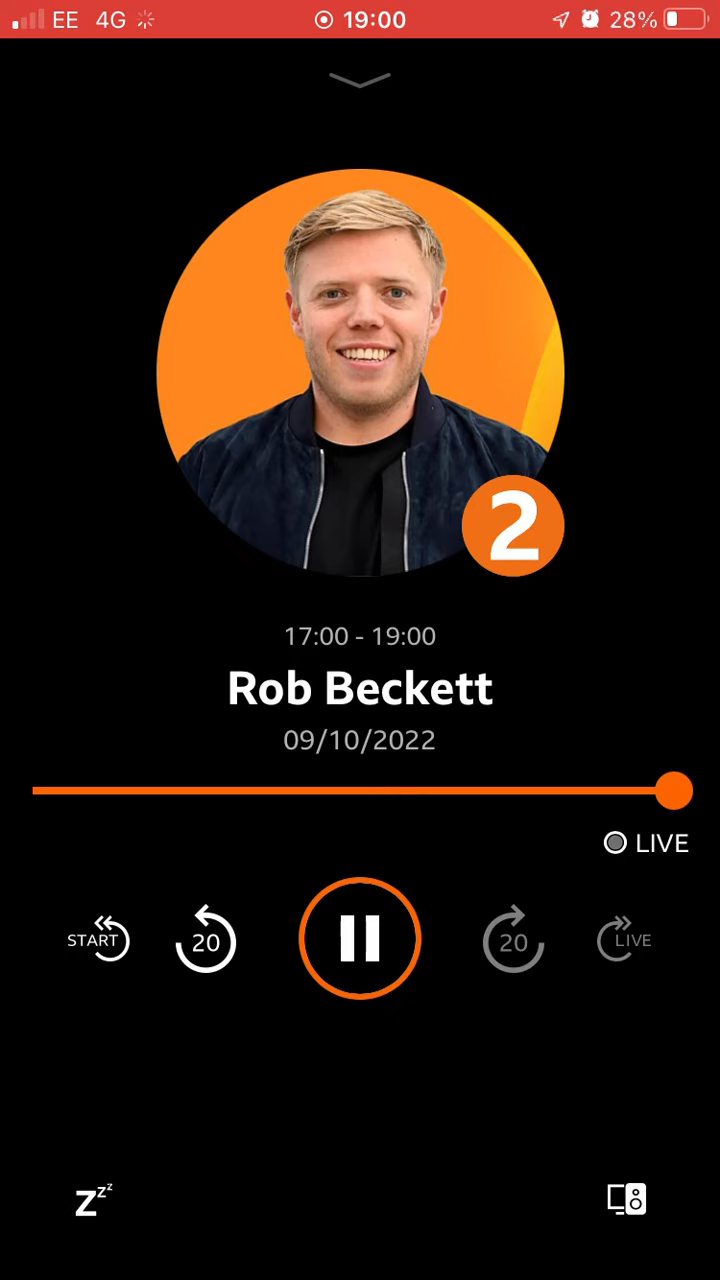 EE 4G 19:00 28%
2
17:00 - 19:00
Rob Beckett
09/10/2022
LIVE
START 20 20 LIVE
Zzz